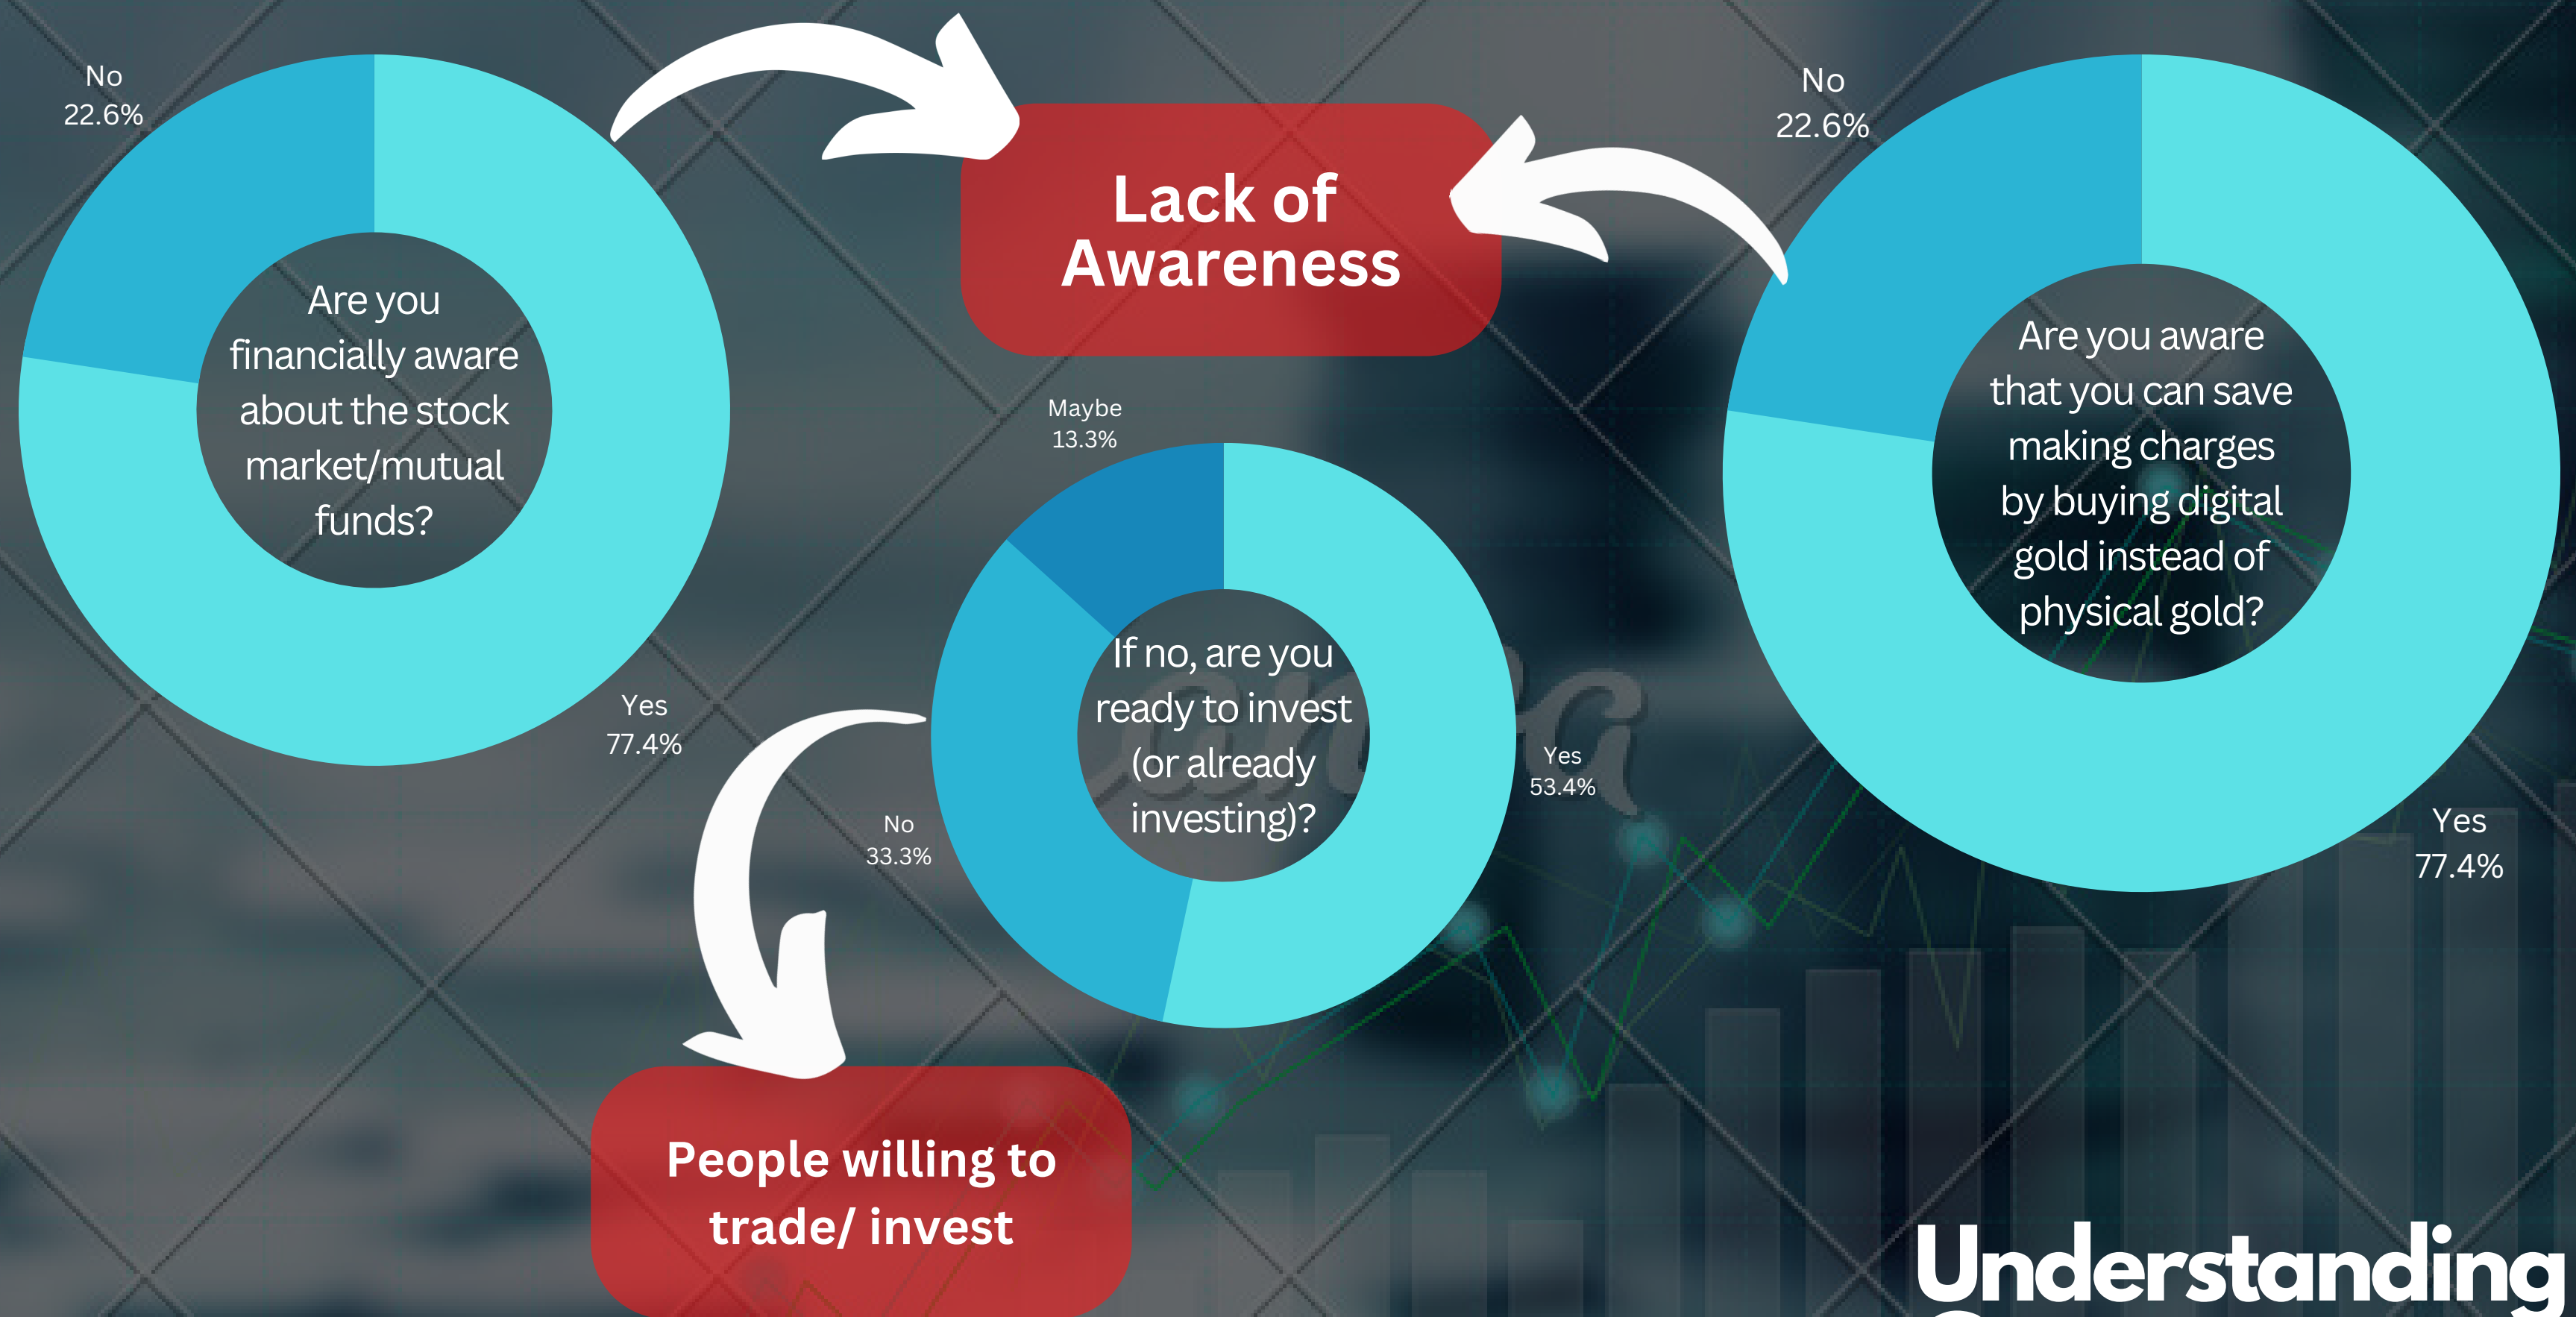 No
22.6%
Are you
financially aware
about the stock
market/mutual
funds?
Yes
77.4%
Lack of
Awareness
Maybe
13.3%
If no, are you
ready to invest
(or already
investing)?
Yes
53.4%
No
33.3%
People willing to
trade/ invest
No
22.6%
Are you aware
that you can save
making charges
by buying digital
gold instead of
physical gold?
Yes
77.4%
Understanding